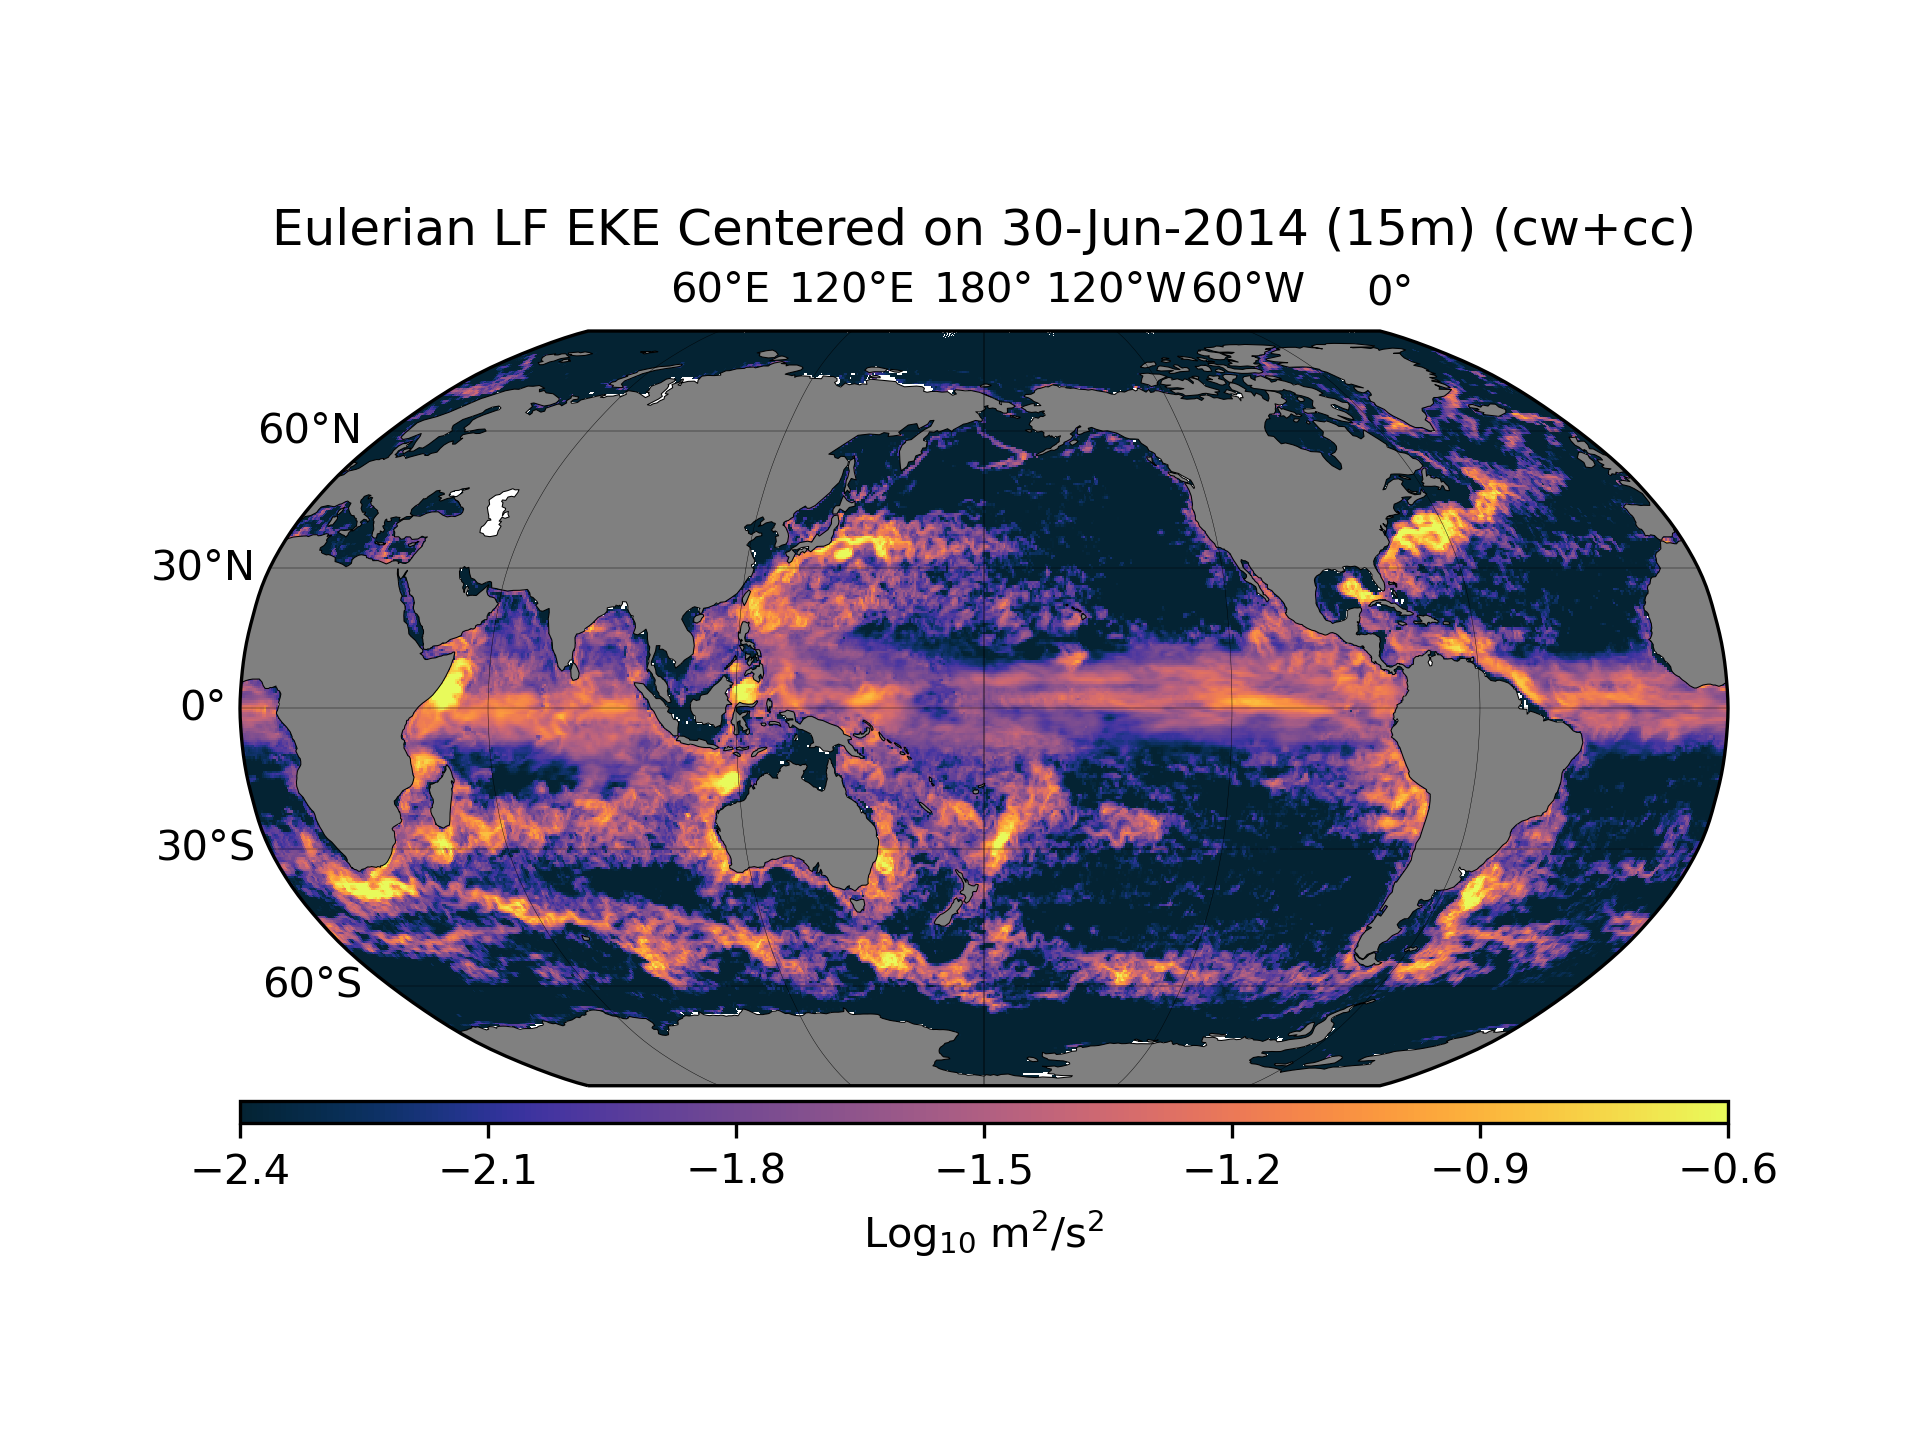 Eulerian LF EKE Centered on 30-Jun-2014 (15m) (cw+cc)
60°E 120°E 180° 120°W 60°W 0°
60°N
30°N
0°
30°S
60°S
−2.4 −2.1 −1.8 −1.5 −1.2 −0.9 −0.6
Log₁₀ m²/s²